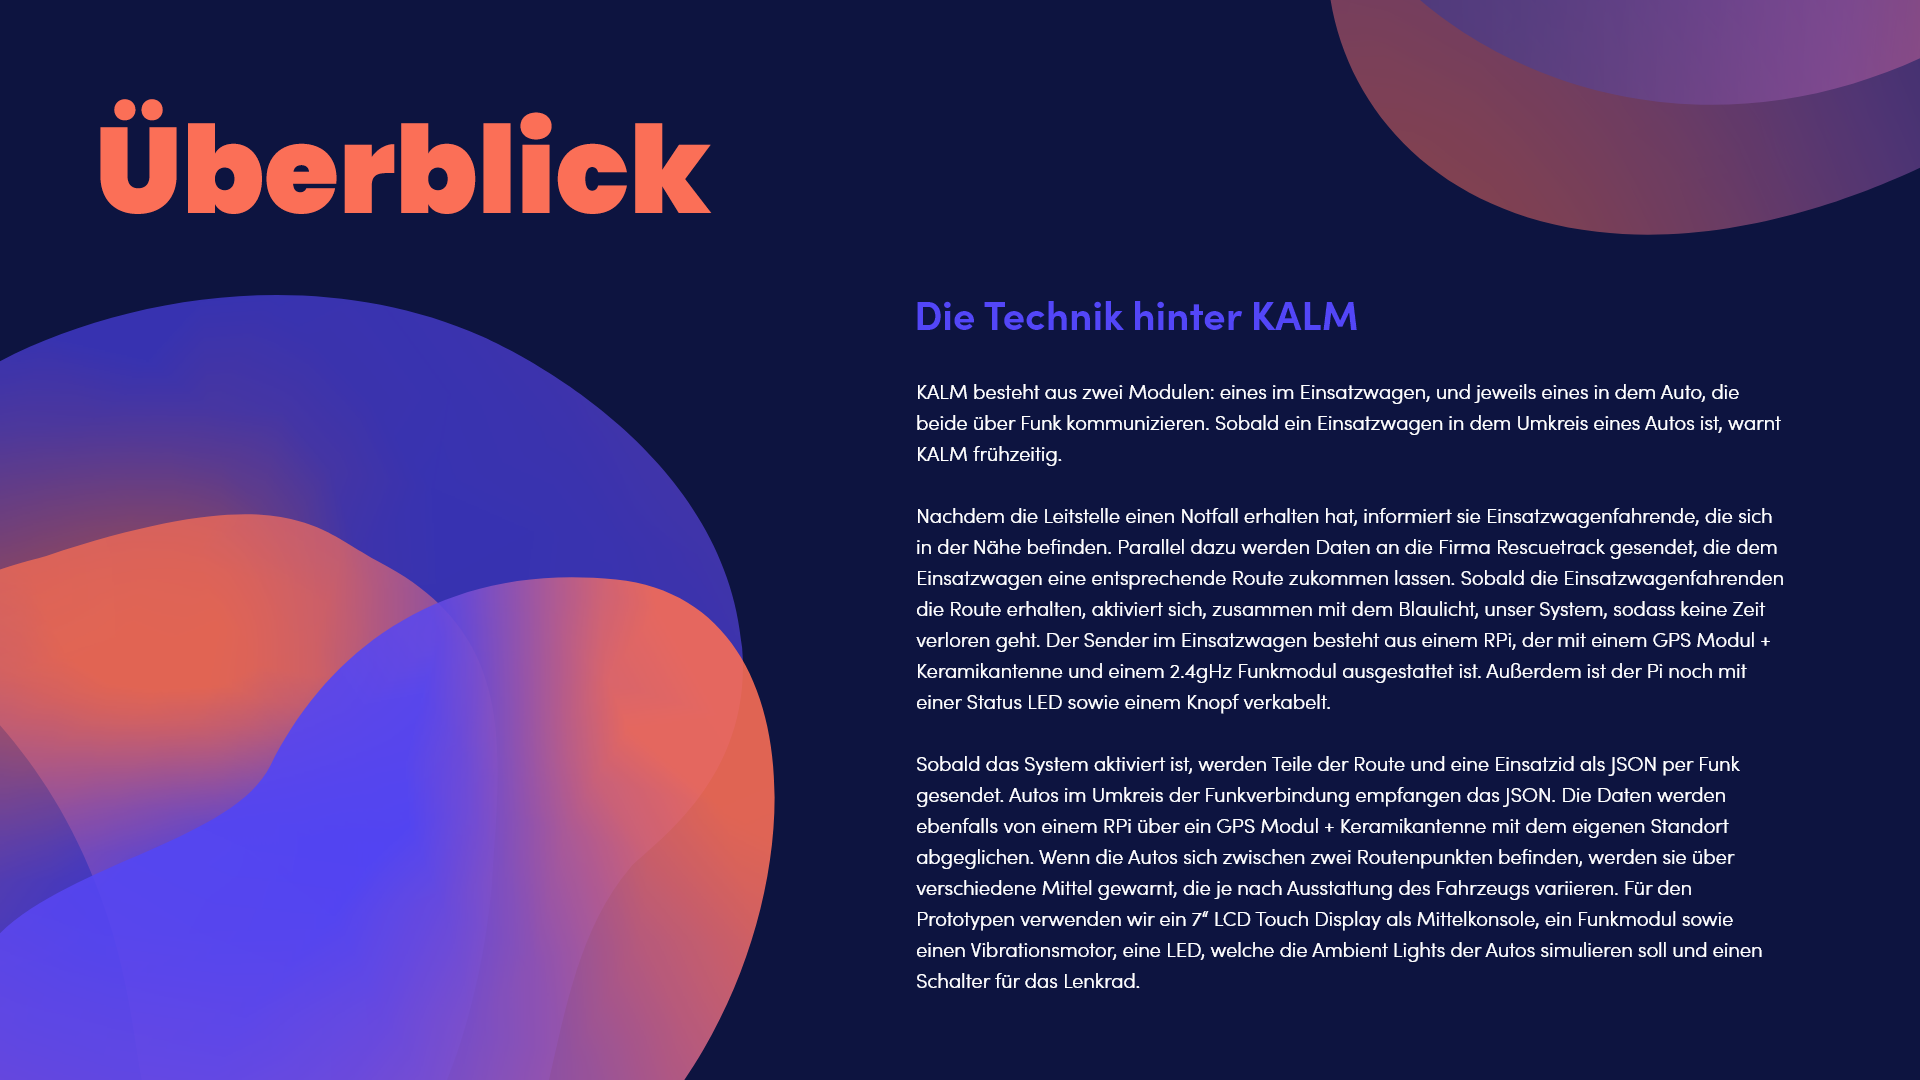 Überblick
Die Technik hinter KALM
KALM besteht aus zwei Modulen: eines im Einsatzwagen, und jeweils eines in dem Auto, die
beide über Funk kommunizieren. Sobald ein Einsatzwagen in dem Umkreis eines Autos ist, warnt
KALM frühzeitig.
Nachdem die Leitstelle einen Notfall erhalten hat, informiert sie Einsatzwagenfahrende, die sich
in der Nähe befinden. Parallel dazu werden Daten an die Firma Rescuetrack gesendet, die dem
Einsatzwagen eine entsprechende Route zukommen lassen. Sobald die Einsatzwagenfahrenden
die Route erhalten, aktiviert sich, zusammen mit dem Blaulicht, unser System, sodass keine Zeit
verloren geht. Der Sender im Einsatzwagen besteht aus einem RPi, der mit einem GPS Modul +
Keramikantenne und einem 2.4gHz Funkmodul ausgestattet ist. Außerdem ist der Pi noch mit
einer Status LED sowie einem Knopf verkabelt.
Sobald das System aktiviert ist, werden Teile der Route und eine Einsatzid als JSON per Funk
gesendet. Autos im Umkreis der Funkverbindung empfangen das JSON. Die Daten werden
ebenfalls von einem RPi über ein GPS Modul + Keramikantenne mit dem eigenen Standort
abgeglichen. Wenn die Autos sich zwischen zwei Routenpunkten befinden, werden sie über
verschiedene Mittel gewarnt, die je nach Ausstattung des Fahrzeugs variieren. Für den
Prototypen verwenden wir ein 7“ LCD Touch Display als Mittelkonsole, ein Funkmodul sowie
einen Vibrationsmotor, eine LED, welche die Ambient Lights der Autos simulieren soll und einen
Schalter für das Lenkrad.